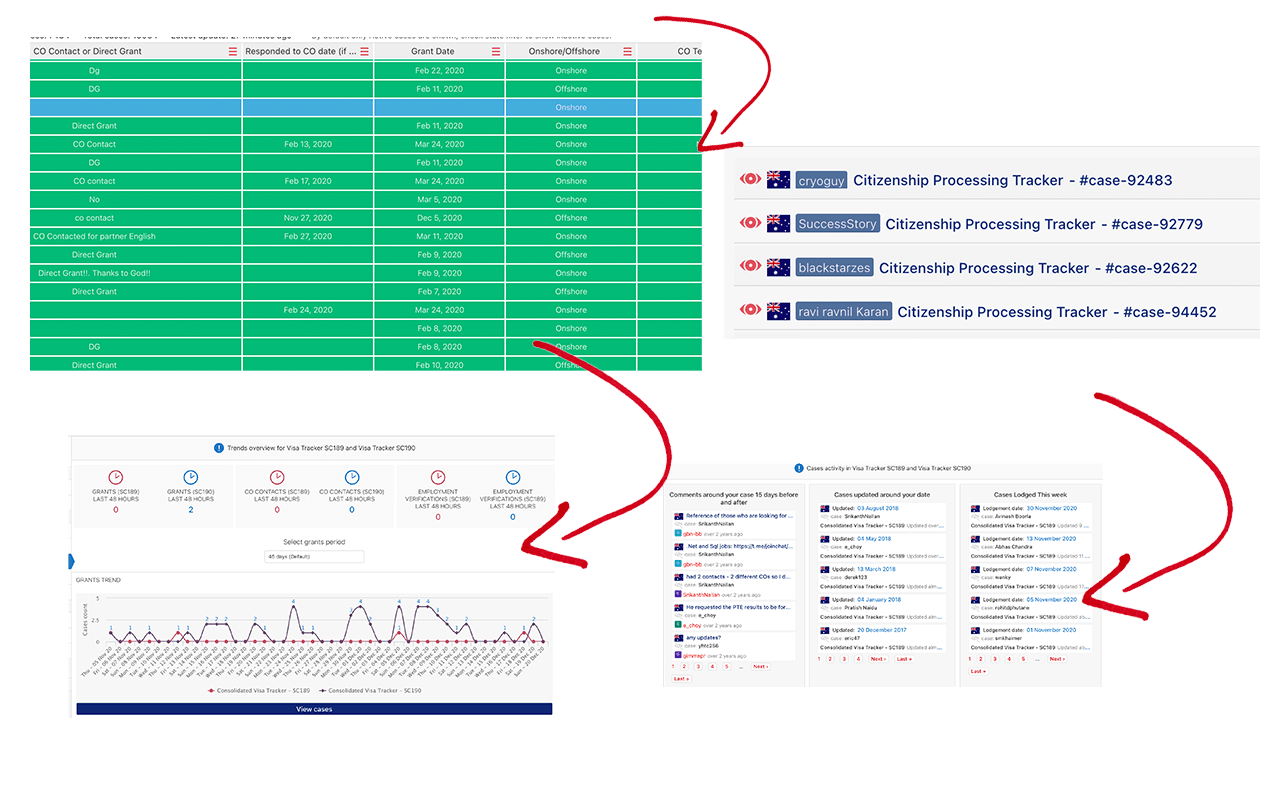 CO Contact or Direct Grant Responded to CO date (if ... Grant Date Onshore/Offshore CO Te
Dg Feb 22, 2020 Onshore
DG Feb 11, 2020 Offshore
Onshore
Direct Grant Feb 11, 2020 Onshore
CO Contact Feb 13, 2020 Mar 24, 2020 Onshore
DG Feb 11, 2020 Onshore
CO contact Feb 17, 2020 Mar 24, 2020 Onshore
No Mar 5, 2020 Onshore
co contact Nov 27, 2020 Dec 5, 2020 Offshore
CO Contacted for partner English Feb 27, 2020 Mar 11, 2020 Onshore
Direct Grant Feb 9, 2020 Offshore
Direct Grant!!. Thanks to God!! Feb 9, 2020 Onshore
Direct Grant Feb 7, 2020 Offshore
Feb 24, 2020 Mar 24, 2020 Onshore
Feb 8, 2020 Onshore
DG Feb 8, 2020 Onshore
Direct Grant Feb 10, 2020 Offshore
cryoguy Citizenship Processing Tracker - #case-92483
SuccessStory Citizenship Processing Tracker - #case-92779
blackstarzes Citizenship Processing Tracker - #case-92622
ravi ravnil Karan Citizenship Processing Tracker - #case-94452
Trends overview for Visa Tracker SC189 and Visa Tracker SC190
GRANTS (SC189) LAST 48 HOURS 0
GRANTS (SC190) LAST 48 HOURS 2
CO CONTACTS (SC189) LAST 48 HOURS 0
CO CONTACTS (SC190) LAST 48 HOURS 0
EMPLOYMENT VERIFICATIONS (SC189) LAST 48 HOURS 0
EMPLOYMENT VERIFICATIONS (SC189) LAST 48 HOURS 0
Select grants period
45 days (Default)
GRANTS TREND
Cases count
5
2.5
0
Consolidated Visa Tracker - SC189 Consolidated Visa Tracker - SC190
View cases
Cases activity in Visa Tracker SC189 and Visa Tracker SC190
Comments around your case 15 days before and after
Reference of those who are looking for ...
case: SrikanthNallan
gbn-bb over 2 years ago
.Net and Sql jobs: https://t.me/joinchat/...
case: SrikanthNallan
gbn-bb over 2 years ago
had 2 contacts - 2 different COs so I d...
case: SrikanthNallan
SrikanthNallan over 2 years ago
He requested the PTE results to be for...
case: e_choy
e_choy over 2 years ago
any updates?
case: yhtc256
over 2 years ago
1 2 3 4 5 ... Next ›
Last »
Cases updated around your date
Updated: 03 August 2018
case: SrikanthNallan
Consolidated Visa Tracker - SC189 Updated over...
Updated: 04 May 2018
case: e_choy
Consolidated Visa Tracker - SC189 Updated over...
Updated: 13 March 2018
case: derek123
Consolidated Visa Tracker - SC189 Updated alm...
Updated: 04 January 2018
case: Pratish Naidu
Consolidated Visa Tracker - SC189 Updated alm...
Updated: 20 December 2017
case: eric47
Consolidated Visa Tracker - SC189 Updated alm...
1 2 3 4 Next › Last »
Cases Lodged This week
Lodgement date: 30 November 2020
case: Avinash Boorla
Consolidated Visa Tracker - SC189 Updated 9 ...
Lodgement date: 13 November 2020
case: Abhas Chandra
Consolidated Visa Tracker - SC189 Updated 11 ...
Lodgement date: 07 November 2020
case: wanky
Consolidated Visa Tracker - SC189 Updated 17...
Lodgement date: 05 November 2020
case: rohitdphutane
Consolidated Visa Tracker - SC189 Updated ab...
Lodgement date: 01 November 2020
case: smkiharmer
Consolidated Visa Tracker - SC189 Updated ab...
1 2 3 4 5 ... Next ›
Last »